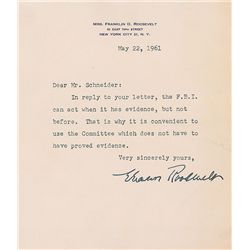 MRS. FRANKLIN D. ROOSEVELT
55 EAST 74TH STREET
NEW YORK CITY 21, N. Y.
May 22, 1961
Dear Mr. Schneider:
In reply to your letter, the F.B.I.
can act when it has evidence, but not
before. That is why it is convenient to
use the Committee which does not have to
have proved evidence.
Very sincerely yours,
Eleanor Roosevelt